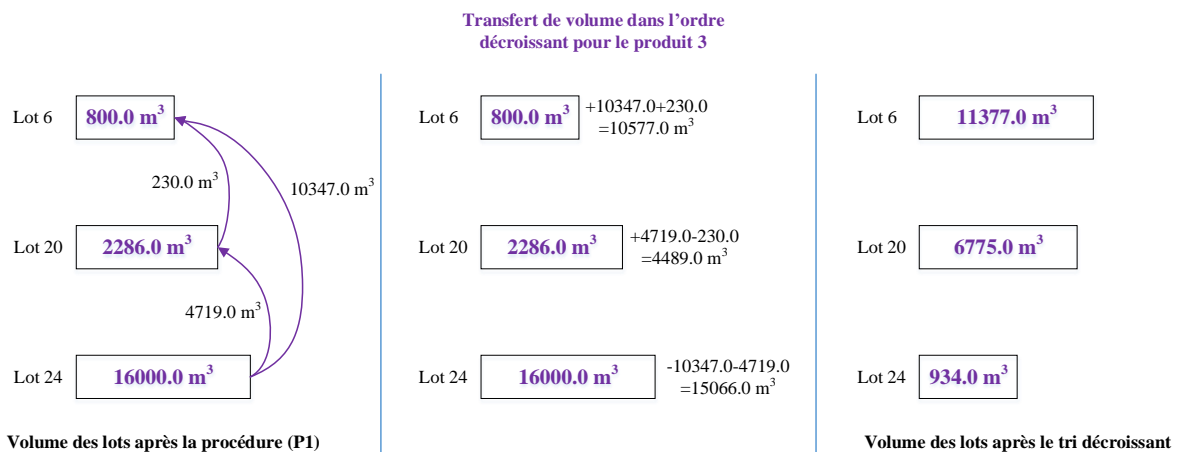 Transfert de volume dans l’ordre
décroissant pour le produit 3
Lot 6
800.0 m³
230.0 m³
10347.0 m³
Lot 20
2286.0 m³
4719.0 m³
Lot 24
16000.0 m³
Volume des lots après la procédure (P1)
Lot 6
800.0 m³
+10347.0+230.0
=10577.0 m³
Lot 20
2286.0 m³
+4719.0-230.0
=4489.0 m³
Lot 24
16000.0 m³
-10347.0-4719.0
=15066.0 m³
Lot 6
11377.0 m³
Lot 20
6775.0 m³
Lot 24
934.0 m³
Volume des lots après le tri décroissant